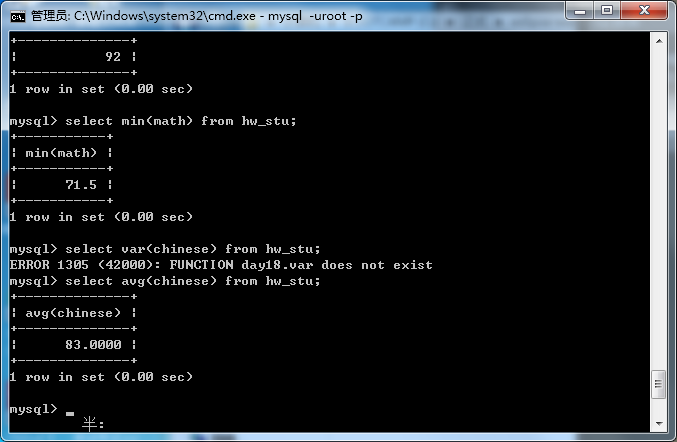 管理员: C:\Windows\system32\cmd.exe - mysql  -uroot -p
+--------------+
¦           92 ¦
+--------------+
1 row in set (0.00 sec)
mysql> select min(math) from hw_stu;
+-----------+
¦ min(math) ¦
+-----------+
¦      71.5 ¦
+-----------+
1 row in set (0.00 sec)
mysql> select var(chinese) from hw_stu;
ERROR 1305 (42000): FUNCTION day18.var does not exist
mysql> select avg(chinese) from hw_stu;
+--------------+
¦ avg(chinese) ¦
+--------------+
¦      83.0000 ¦
+--------------+
1 row in set (0.00 sec)
mysql> _
半: